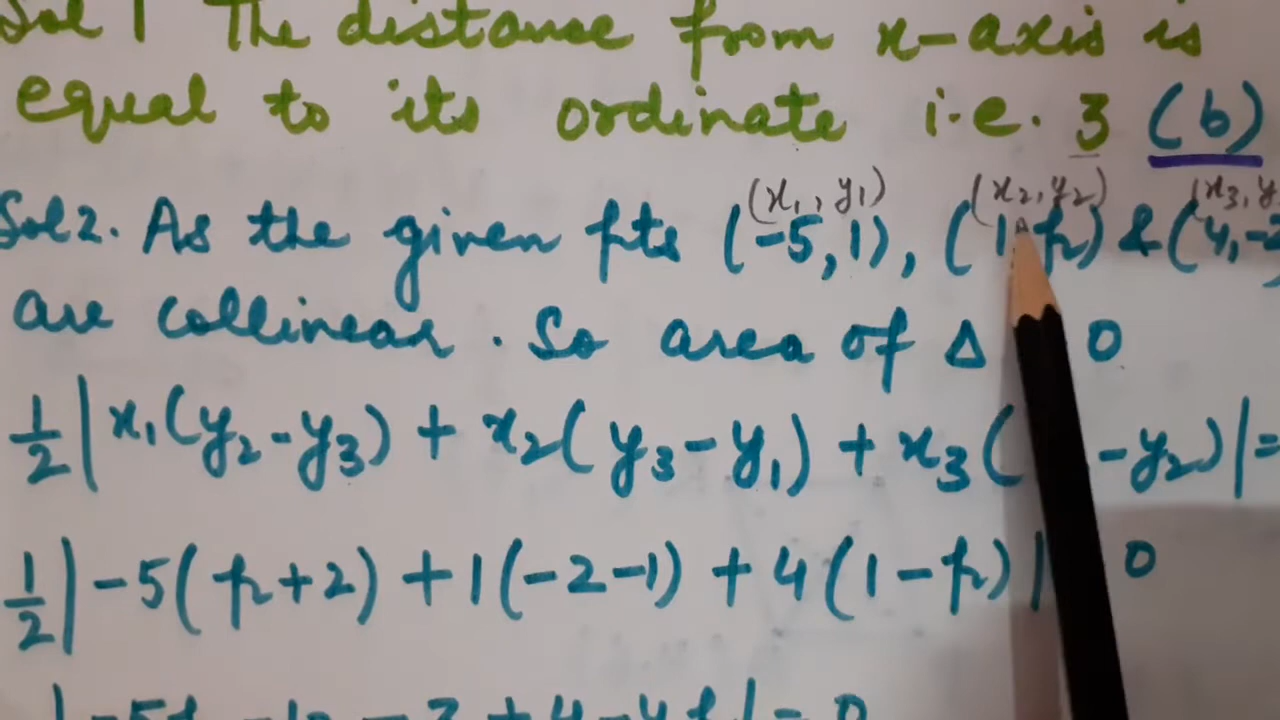 Sol 1 The distance from x-axis is
equal to its ordinate i.e. 3 (b)
(x₁, y₁) (x₂, y₂) (x₃, y
Sol 2. As the given pts (-5, 1), (1 p) & (4, -2
are collinear. So area of Δ 0
1/2 | x₁(y₂-y₃) + x₂(y₃-y₁) + x₃( -y₂)| =
1/2 | -5(p+2) + 1(-2-1) + 4(1-p)| 0